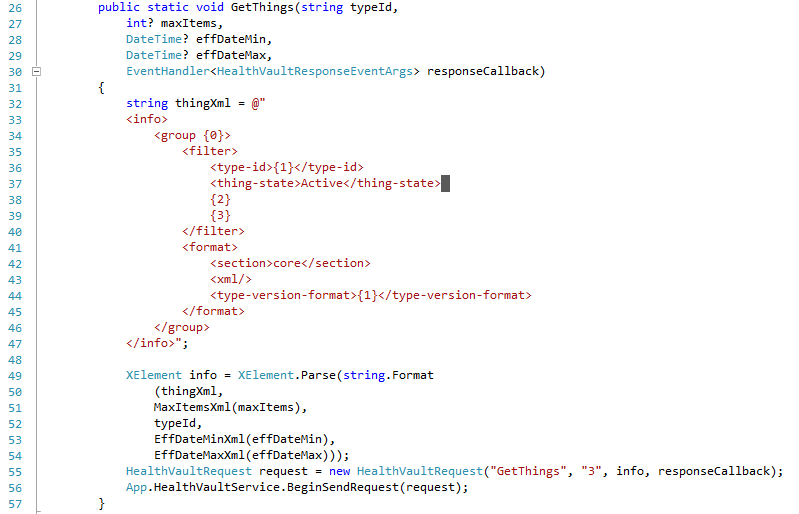 26 public static void GetThings(string typeId,
27 int? maxItems,
28 DateTime? effDateMin,
29 DateTime? effDateMax,
30 EventHandler<HealthVaultResponseEventArgs> responseCallback)
31 {
32 string thingXml = @"
33 <info>
34 <group {0}>
35 <filter>
36 <type-id>{1}</type-id>
37 <thing-state>Active</thing-state>
38 {2}
39 {3}
40 </filter>
41 <format>
42 <section>core</section>
43 <xml/>
44 <type-version-format>{1}</type-version-format>
45 </format>
46 </group>
47 </info>";
48
49 XElement info = XElement.Parse(string.Format
50 (thingXml,
51 MaxItemsXml(maxItems),
52 typeId,
53 EffDateMinXml(effDateMin),
54 EffDateMaxXml(effDateMax)));
55 HealthVaultRequest request = new HealthVaultRequest("GetThings", "3", info, responseCallback);
56 App.HealthVaultService.BeginSendRequest(request);
57 }